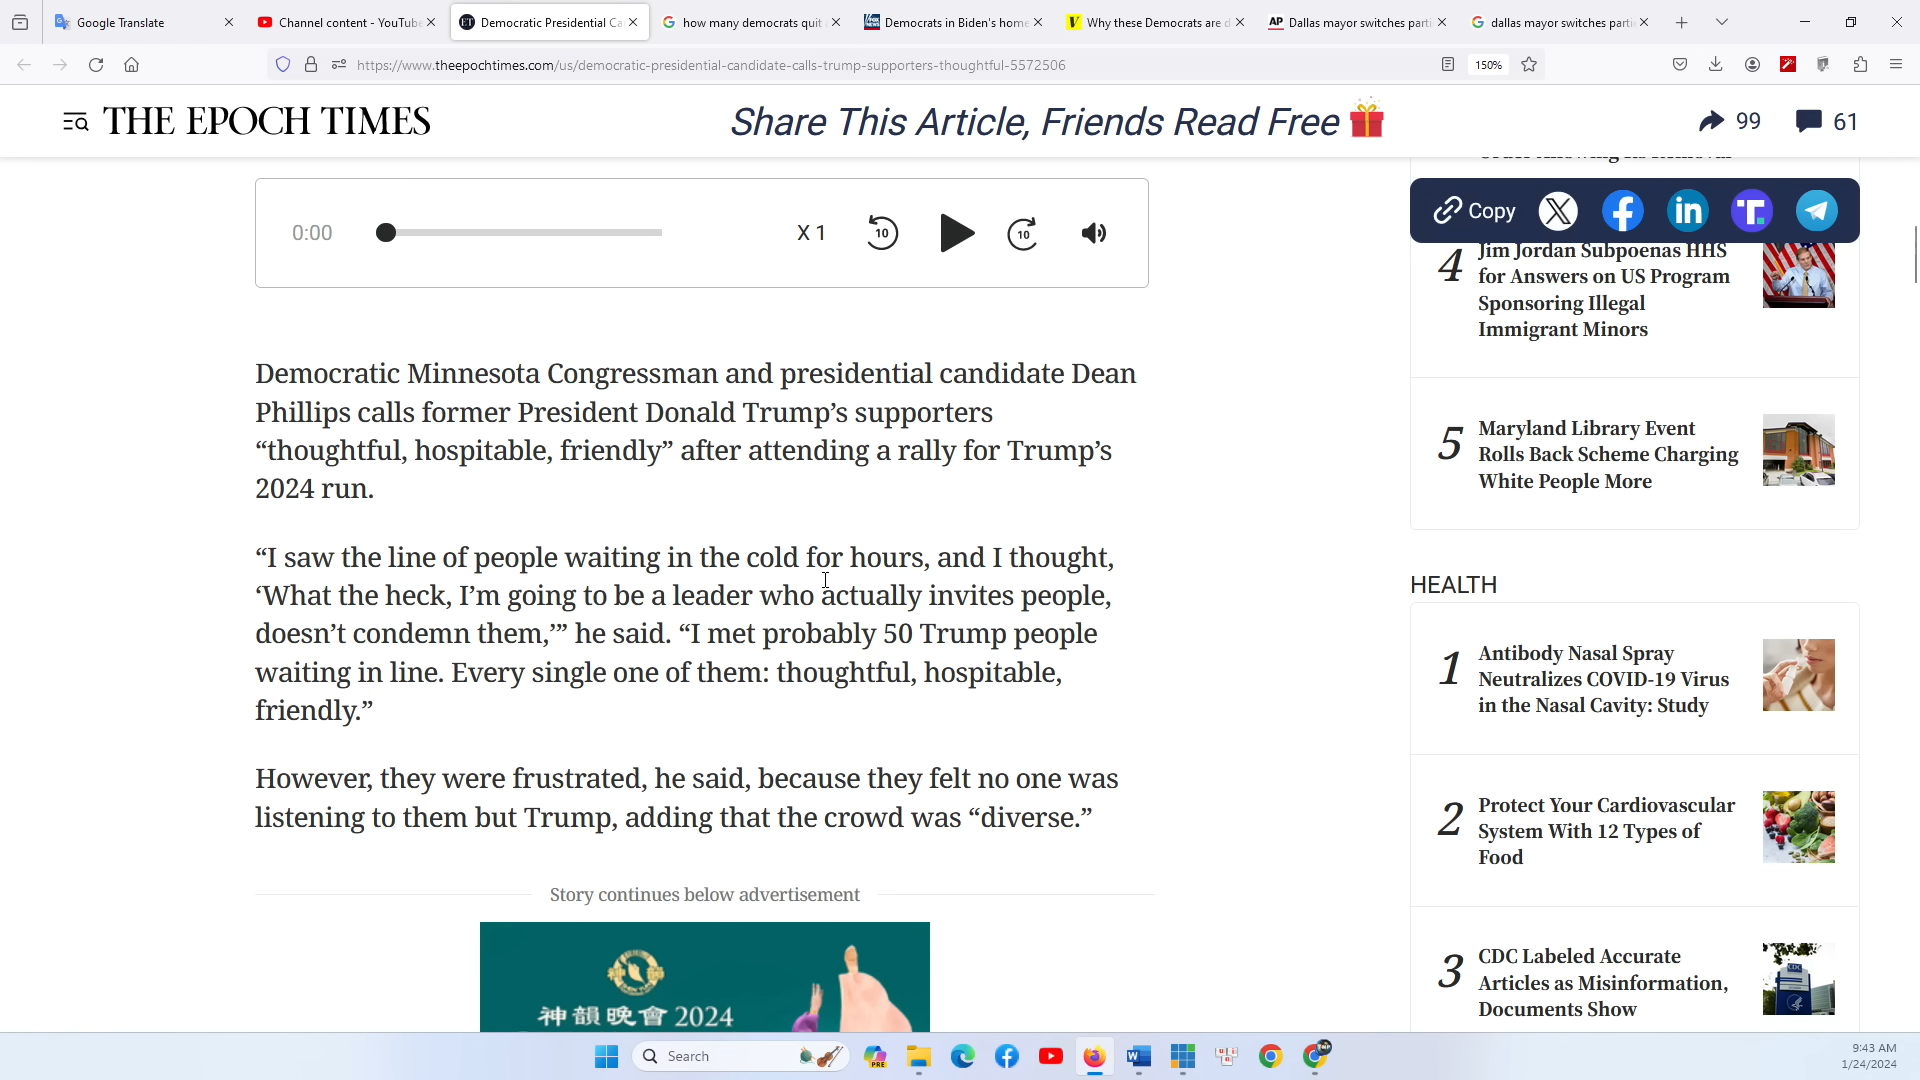 Google Translate
Channel content - YouTube
Democratic Presidential Ca
how many democrats quit
Democrats in Biden's home
Why these Democrats are d
Dallas mayor switches parti
dallas mayor switches parti
https://www.theepochtimes.com/us/democratic-presidential-candidate-calls-trump-supporters-thoughtful-5572506
150%
THE EPOCH TIMES
Share This Article, Friends Read Free
99
61
0:00
X 1
10
10
Copy
4
Jim Jordan Subpoenas HHS
for Answers on US Program
Sponsoring Illegal
Immigrant Minors
5
Maryland Library Event
Rolls Back Scheme Charging
White People More
Democratic Minnesota Congressman and presidential candidate Dean
Phillips calls former President Donald Trump’s supporters
“thoughtful, hospitable, friendly” after attending a rally for Trump’s
2024 run.
“I saw the line of people waiting in the cold for hours, and I thought,
‘What the heck, I’m going to be a leader who actually invites people,
doesn’t condemn them,’” he said. “I met probably 50 Trump people
waiting in line. Every single one of them: thoughtful, hospitable,
friendly.”
However, they were frustrated, he said, because they felt no one was
listening to them but Trump, adding that the crowd was “diverse.”
Story continues below advertisement
神韻晚會 2024
HEALTH
1
Antibody Nasal Spray
Neutralizes COVID-19 Virus
in the Nasal Cavity: Study
2
Protect Your Cardiovascular
System With 12 Types of
Food
3
CDC Labeled Accurate
Articles as Misinformation,
Documents Show
Search
9:43 AM
1/24/2024